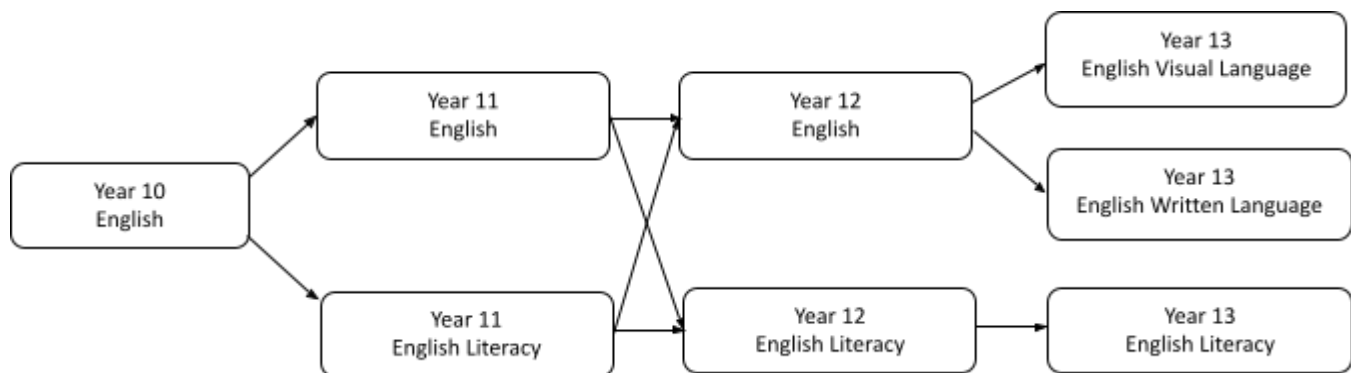 Year 10
English
Year 11
English
Year 11
English Literacy
Year 12
English
Year 12
English Literacy
Year 13
English Visual Language
Year 13
English Written Language
Year 13
English Literacy